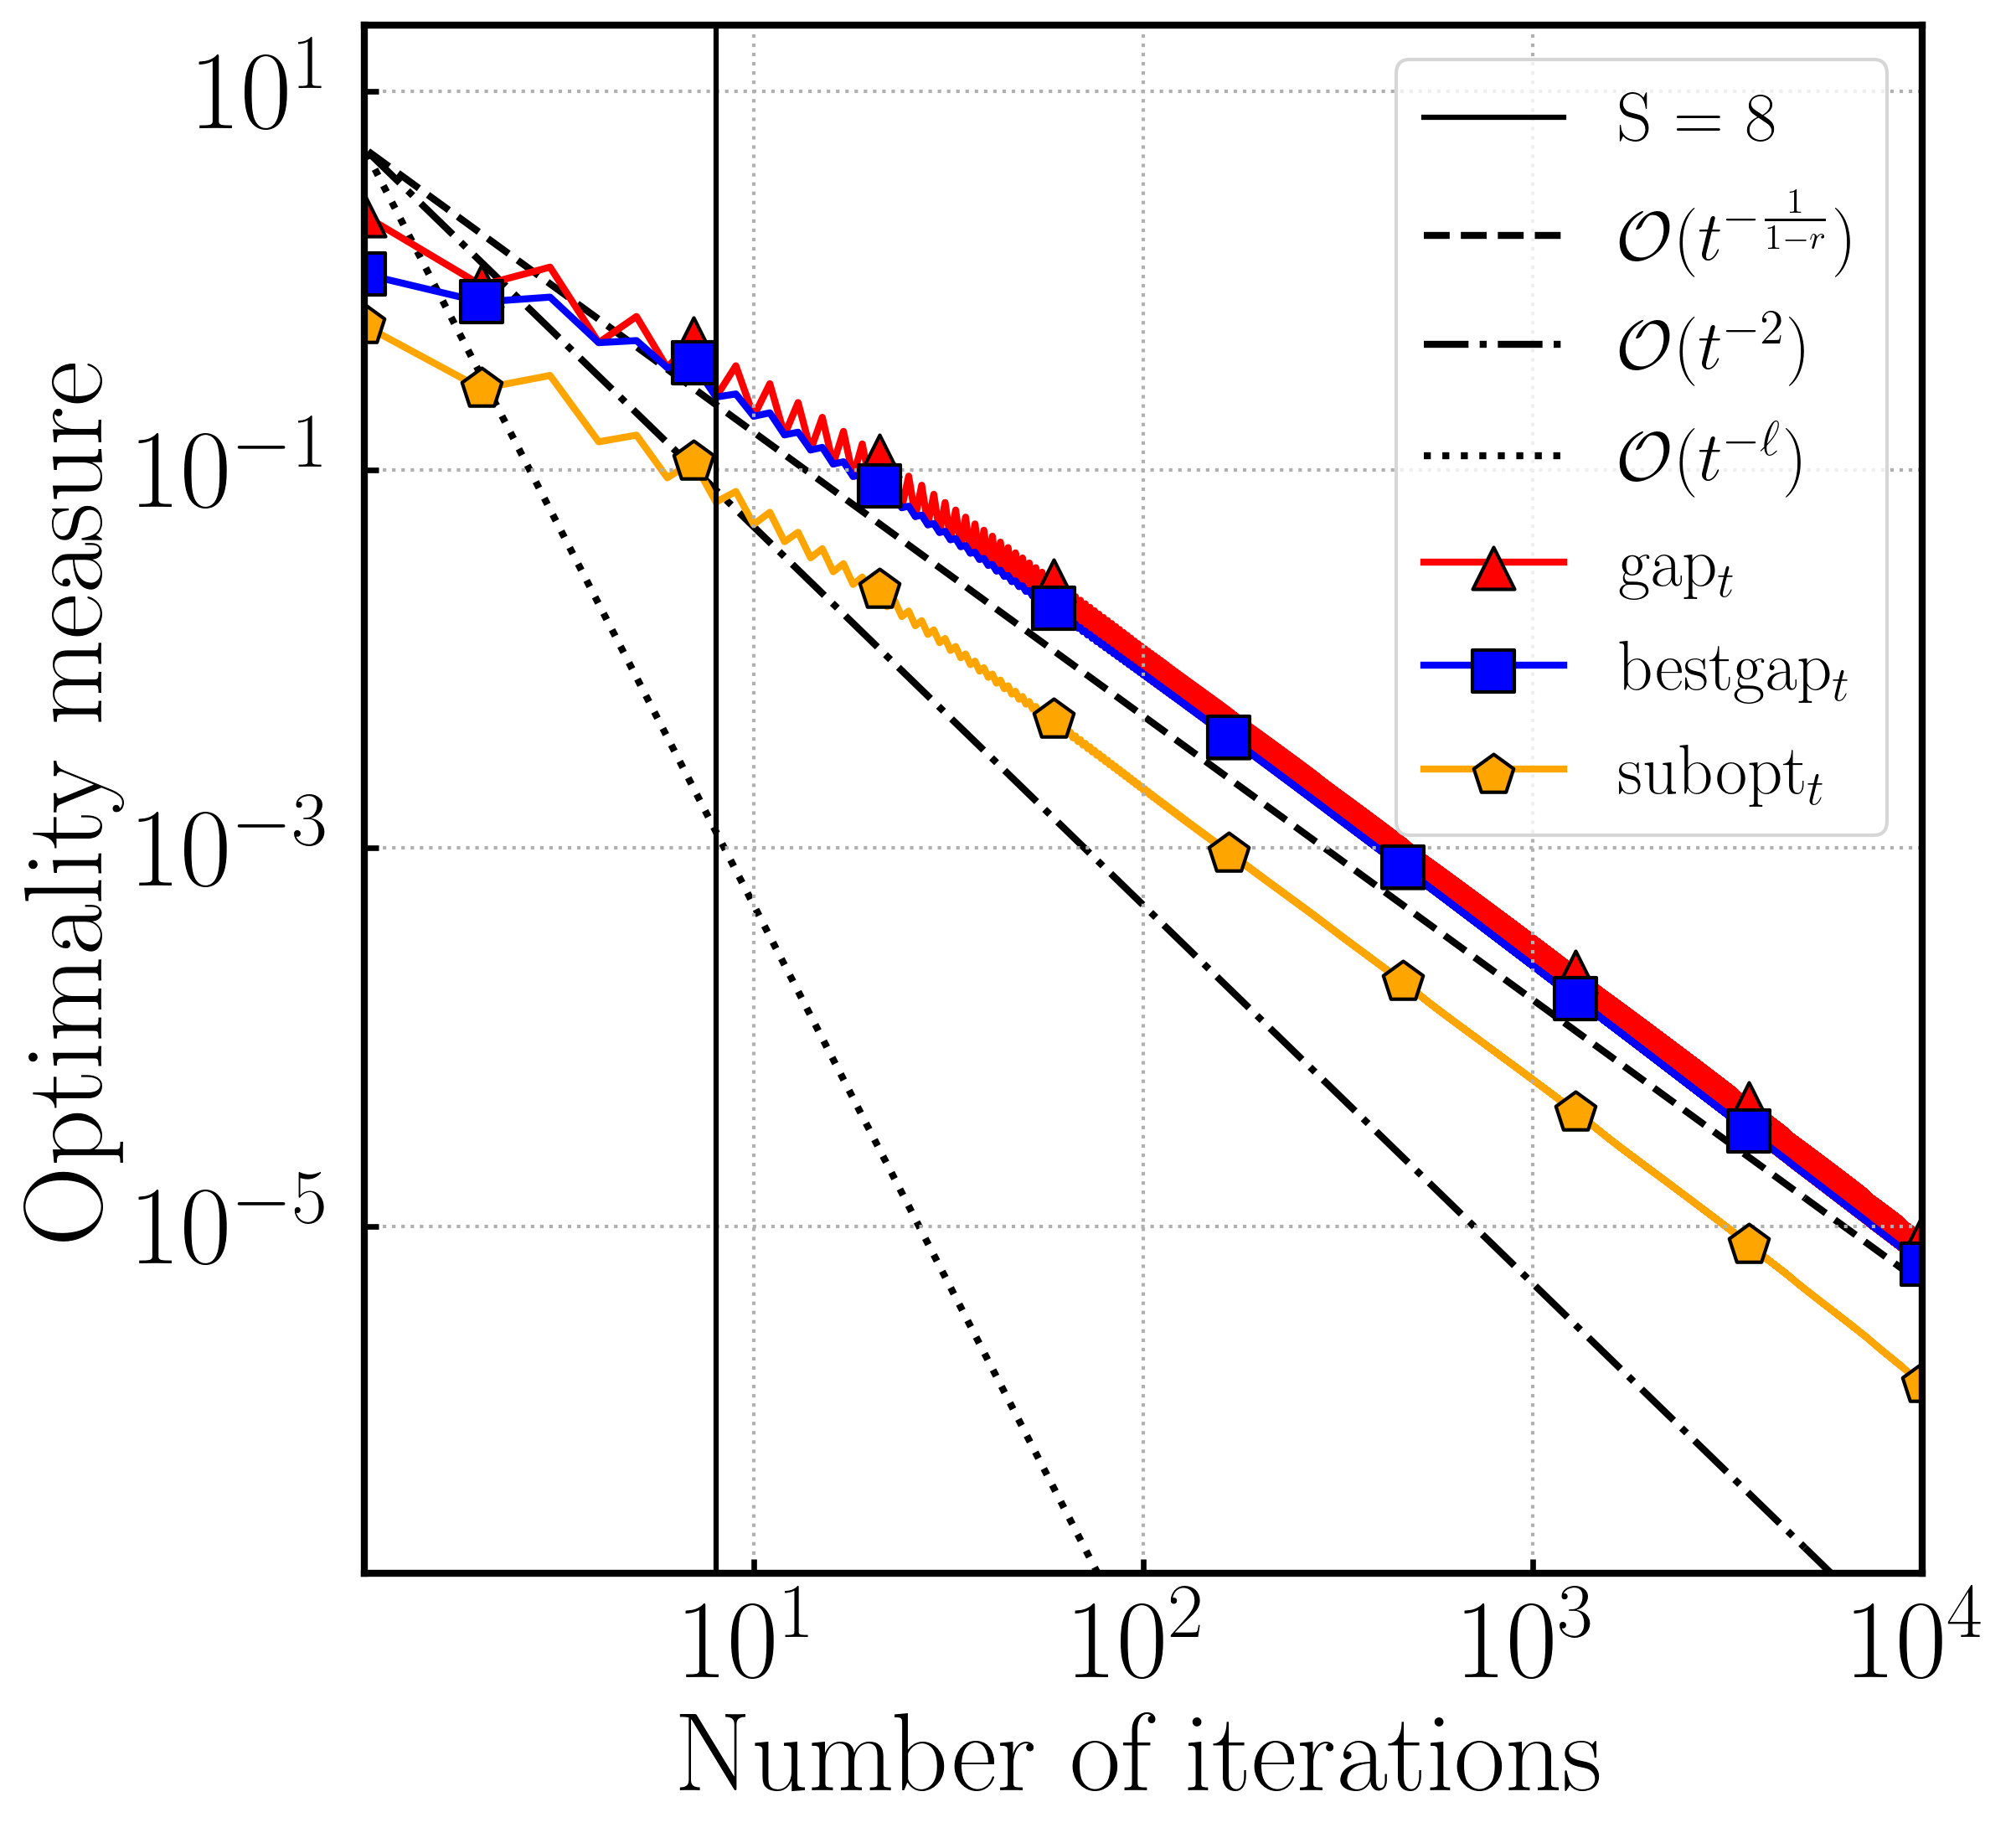 Optimality measure
10^1
10^{-1}
10^{-3}
10^{-5}
S = 8
𝒪(t^{-\frac{1}{1-r}})
𝒪(t^{-2})
𝒪(t^{-ℓ})
gap_t
bestgap_t
subopt_t
10^1 10^2 10^3 10^4
Number of iterations